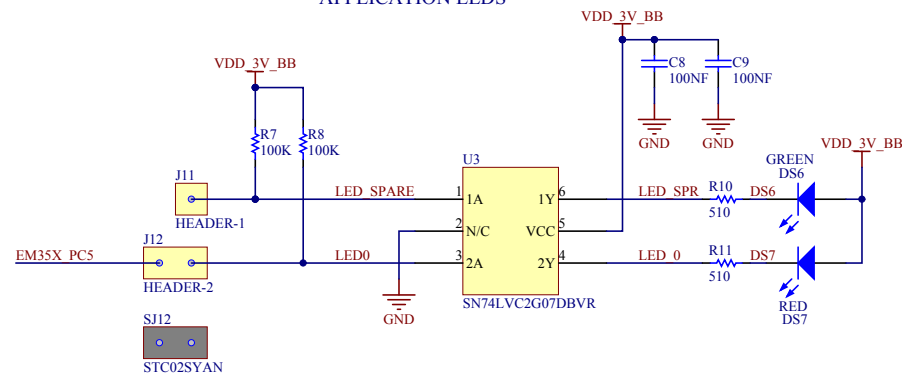 APPLICATION LEDS
VDD_3V_BB
C8
100NF
C9
100NF
GND
GND
VDD_3V_BB
R7
100K
R8
100K
VDD_3V_BB
GREEN
DS6
U3
J11
HEADER-1
LED_SPARE
1
1A
1Y
6
LED_SPR
R10
510
DS6
2
N/C
VCC
5
EM35X_PC5
J12
HEADER-2
LED0
3
2A
2Y
4
LED_0
R11
510
DS7
RED
DS7
SN74LVC2G07DBVR
GND
SJ12
STC02SYAN